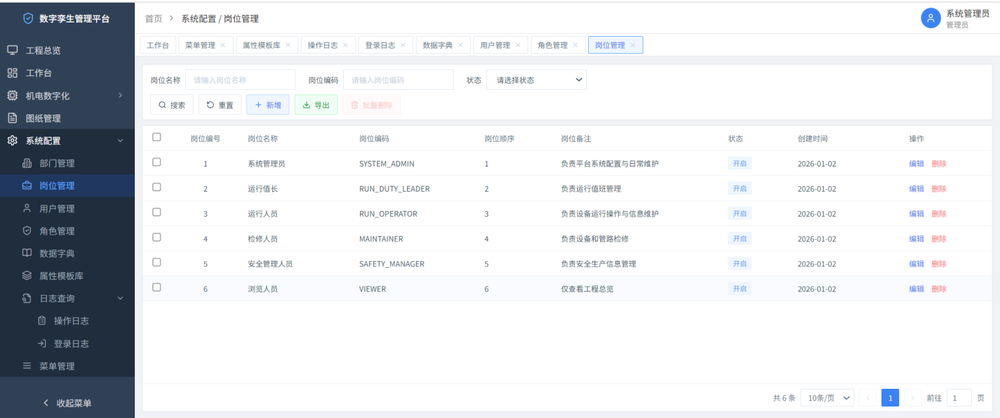 数字孪生管理平台
工程总览
工作台
机电数字化
图纸管理
系统配置
部门管理
岗位管理
用户管理
角色管理
数据字典
属性模板库
日志查询
操作日志
登录日志
菜单管理
收起菜单
首页 > 系统配置 / 岗位管理
系统管理员
管理员
工作台 菜单管理 × 属性模板库 × 操作日志 × 登录日志 × 数据字典 × 用户管理 × 角色管理 × 岗位管理 ×
岗位名称 请输入岗位名称 岗位编码 请输入岗位编码 状态 请选择状态
搜索 重置 + 新增 导出 批量删除
岗位编号 岗位名称 岗位编码 岗位顺序 岗位备注 状态 创建时间 操作
1 系统管理员 SYSTEM_ADMIN 1 负责平台系统配置与日常维护 开启 2026-01-02 编辑 删除
2 运行值长 RUN_DUTY_LEADER 2 负责运行值班管理 开启 2026-01-02 编辑 删除
3 运行人员 RUN_OPERATOR 3 负责设备运行操作与信息维护 开启 2026-01-02 编辑 删除
4 检修人员 MAINTAINER 4 负责设备和管路检修 开启 2026-01-02 编辑 删除
5 安全管理人员 SAFETY_MANAGER 5 负责安全生产信息管理 开启 2026-01-02 编辑 删除
6 浏览人员 VIEWER 6 仅查看工程总览 开启 2026-01-02 编辑 删除
共 6 条 10条/页 < 1 > 前往 1 页